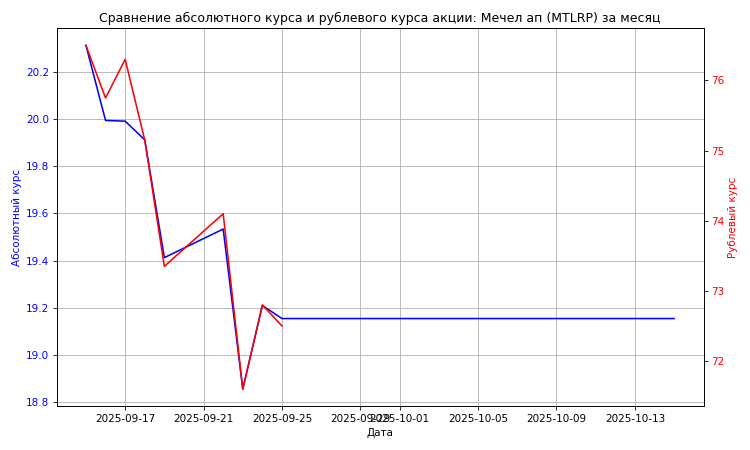 Сравнение абсолютного курса и рублевого курса акции: Мечел ап (MTLRP) за месяц
Абсолютный курс
20.2
20.0
19.8
19.6
19.4
19.2
19.0
18.8
76
75
74
73
72
Рублевый курс
2025-09-17 2025-09-21 2025-09-25 2025-09-29 2025-10-01 2025-10-05 2025-10-09 2025-10-13
Дата